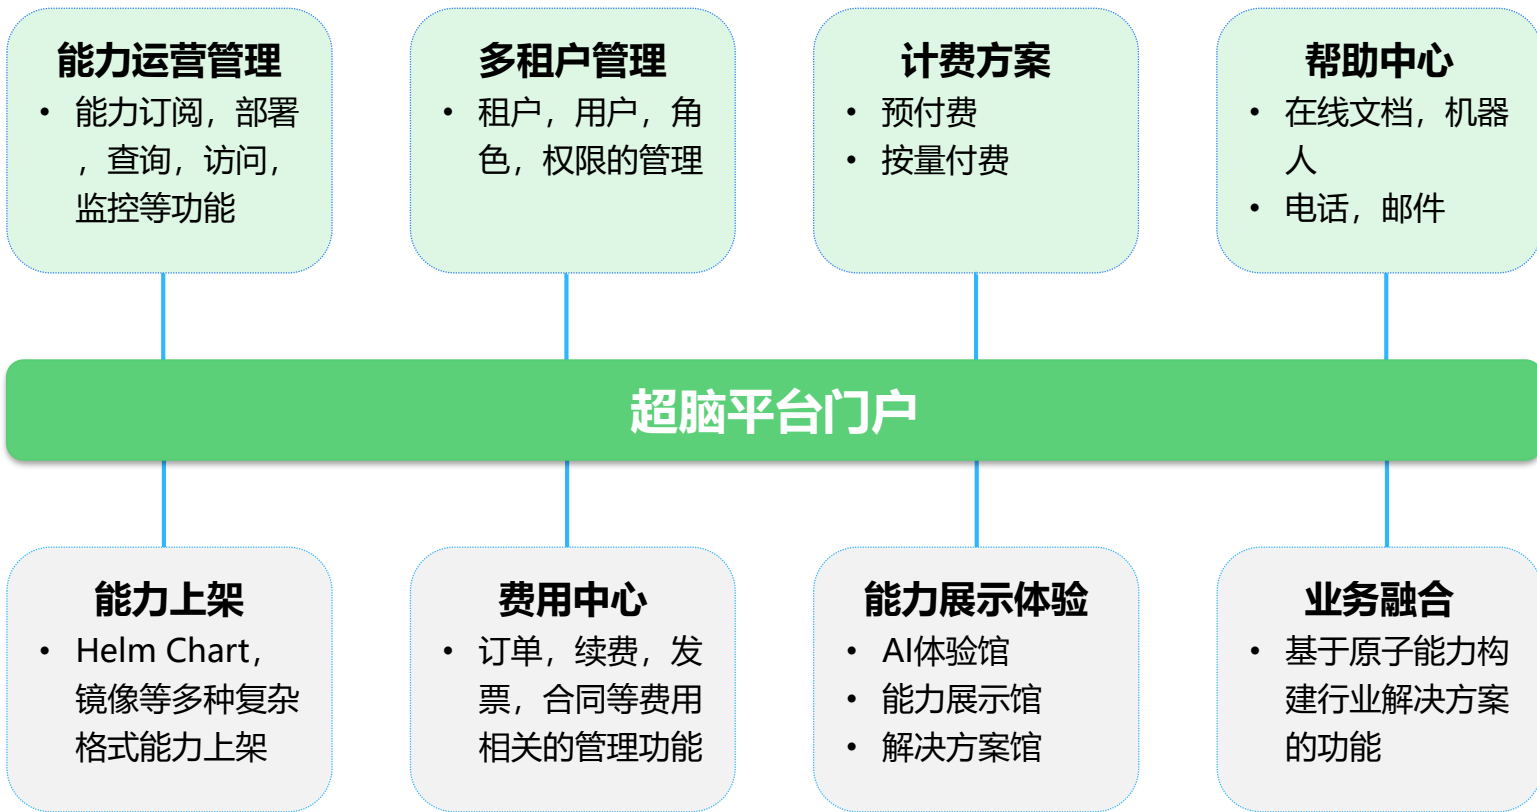 能力运营管理
• 能力订阅，部署
，查询，访问，
监控等功能
多租户管理
• 租户，用户，角
色，权限的管理
计费方案
• 预付费
• 按量付费
帮助中心
• 在线文档，机器
人
• 电话，邮件
超脑平台门户
能力上架
• Helm Chart，
镜像等多种复杂
格式能力上架
费用中心
• 订单，续费，发
票，合同等费用
相关的管理功能
能力展示体验
• AI体验馆
• 能力展示馆
• 解决方案馆
业务融合
• 基于原子能力构
建行业解决方案
的功能